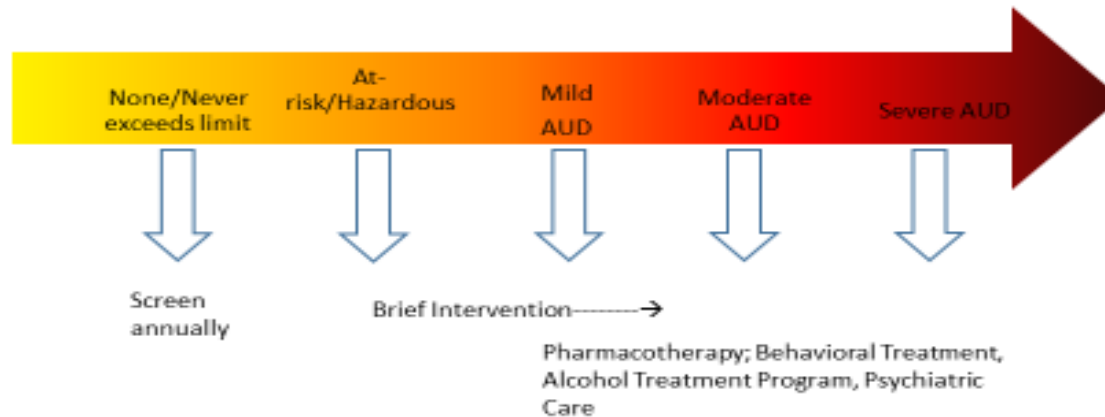 None/Never
exceeds limit
At-
risk/Hazardous
Mild
AUD
Moderate
AUD
Severe AUD
Screen
annually
Brief Intervention--------→
Pharmacotherapy; Behavioral Treatment,
Alcohol Treatment Program, Psychiatric
Care